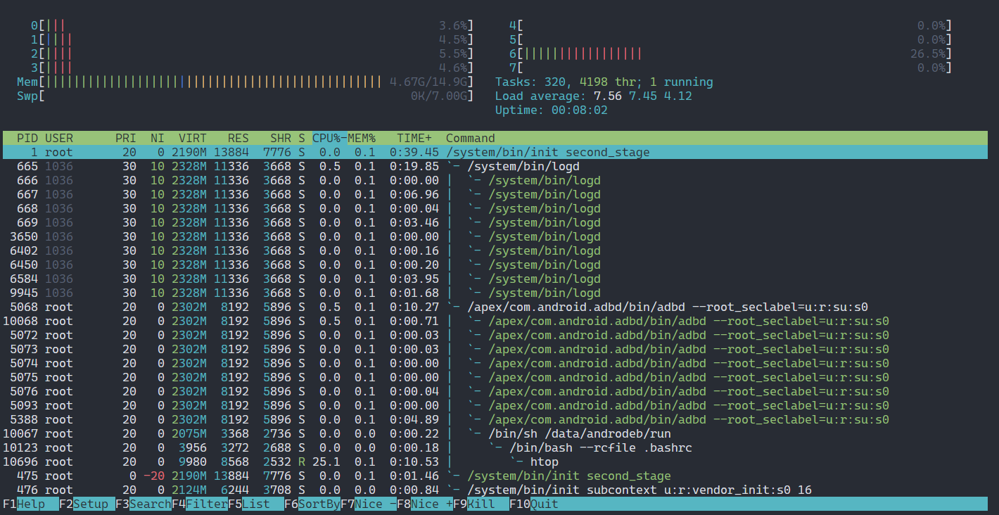 0[||| 3.6%] 4[ 0.0%]
1[|||| 4.5%] 5[ 0.0%]
2[|||| 5.5%] 6[||||||||||||||||| 26.5%]
3[|||| 4.6%] 7[ 0.0%]
Mem[|||||||||||||||||||||||||||||||||||||||||||||||| 4.67G/14.9G] Tasks: 320, 4198 thr; 1 running
Swp[ 0K/7.00G] Load average: 7.56 7.45 4.12
Uptime: 00:08:02
PID USER PRI NI VIRT RES SHR S CPU%-MEM% TIME+ Command
1 root 20 0 2190M 13884 7776 S 0.0 0.1 0:39.45 /system/bin/init second_stage
665 1036 30 10 2328M 11336 3668 S 0.5 0.1 0:19.85 `- /system/bin/logd
666 1036 30 10 2328M 11336 3668 S 0.0 0.1 0:00.00 | `- /system/bin/logd
667 1036 30 10 2328M 11336 3668 S 0.0 0.1 0:06.96 | `- /system/bin/logd
668 1036 30 10 2328M 11336 3668 S 0.0 0.1 0:00.04 | `- /system/bin/logd
669 1036 30 10 2328M 11336 3668 S 0.0 0.1 0:03.46 | `- /system/bin/logd
3650 1036 30 10 2328M 11336 3668 S 0.0 0.1 0:00.00 | `- /system/bin/logd
6402 1036 30 10 2328M 11336 3668 S 0.0 0.1 0:00.16 | `- /system/bin/logd
6450 1036 30 10 2328M 11336 3668 S 0.0 0.1 0:00.20 | `- /system/bin/logd
6584 1036 30 10 2328M 11336 3668 S 0.0 0.1 0:03.95 | `- /system/bin/logd
9945 1036 30 10 2328M 11336 3668 S 0.0 0.1 0:01.68 | `- /system/bin/logd
5068 root 20 0 2302M 8192 5896 S 0.5 0.1 0:10.27 `- /apex/com.android.adbd/bin/adbd --root_seclabel=u:r:su:s0
10068 root 20 0 2302M 8192 5896 S 0.5 0.1 0:00.71 | `- /apex/com.android.adbd/bin/adbd --root_seclabel=u:r:su:s0
5072 root 20 0 2302M 8192 5896 S 0.0 0.1 0:00.03 | `- /apex/com.android.adbd/bin/adbd --root_seclabel=u:r:su:s0
5073 root 20 0 2302M 8192 5896 S 0.0 0.1 0:00.03 | `- /apex/com.android.adbd/bin/adbd --root_seclabel=u:r:su:s0
5074 root 20 0 2302M 8192 5896 S 0.0 0.1 0:00.00 | `- /apex/com.android.adbd/bin/adbd --root_seclabel=u:r:su:s0
5075 root 20 0 2302M 8192 5896 S 0.0 0.1 0:00.00 | `- /apex/com.android.adbd/bin/adbd --root_seclabel=u:r:su:s0
5076 root 20 0 2302M 8192 5896 S 0.0 0.1 0:00.04 | `- /apex/com.android.adbd/bin/adbd --root_seclabel=u:r:su:s0
5093 root 20 0 2302M 8192 5896 S 0.0 0.1 0:00.00 | `- /apex/com.android.adbd/bin/adbd --root_seclabel=u:r:su:s0
5388 root 20 0 2302M 8192 5896 S 0.0 0.1 0:04.89 | `- /apex/com.android.adbd/bin/adbd --root_seclabel=u:r:su:s0
10067 root 20 0 2075M 3368 2736 S 0.0 0.0 0:00.22 | `- /bin/sh /data/androdeb/run
10123 root 20 0 3956 3272 2688 S 0.0 0.0 0:00.18 | `- /bin/bash --rcfile .bashrc
10696 root 20 0 9980 8568 2532 R 25.1 0.1 0:10.53 | `- htop
475 root 0 -20 2190M 13884 7776 S 0.0 0.1 0:01.46 `- /system/bin/init second_stage
476 root 20 0 2124M 6244 3708 S 0.0 0.0 0:00.84 `- /system/bin/init subcontext u:r:vendor_init:s0 16
F1Help F2Setup F3SearchF4FilterF5List F6SortByF7Nice -F8Nice +F9Kill F10Quit